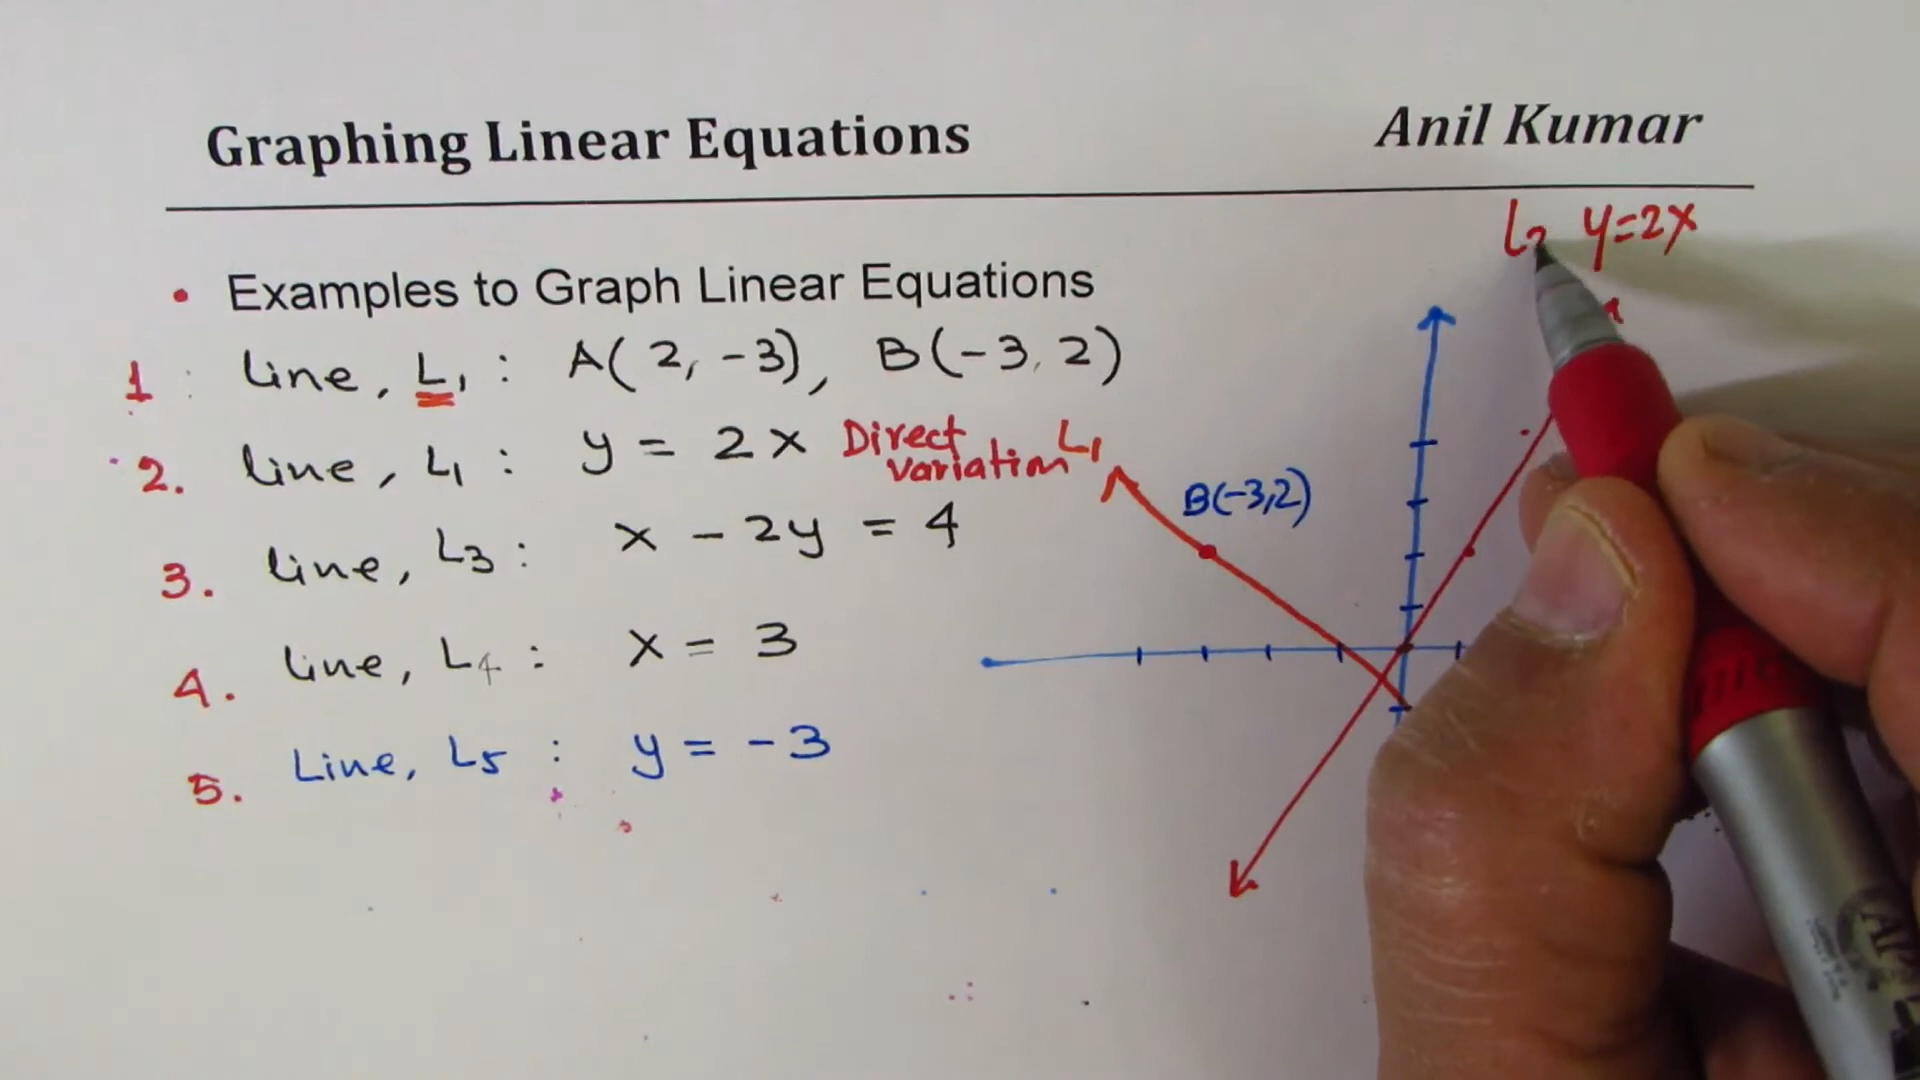 Graphing Linear Equations
Anil Kumar
L2 y=2x
• Examples to Graph Linear Equations
1 : Line, L1 : A(2, -3), B(-3, 2)
2. line, L1 : y = 2x Direct variation L1
B(-3,2)
3. line, L3 : x - 2y = 4
4. line, L4 : x = 3
5. Line, L5 : y = -3